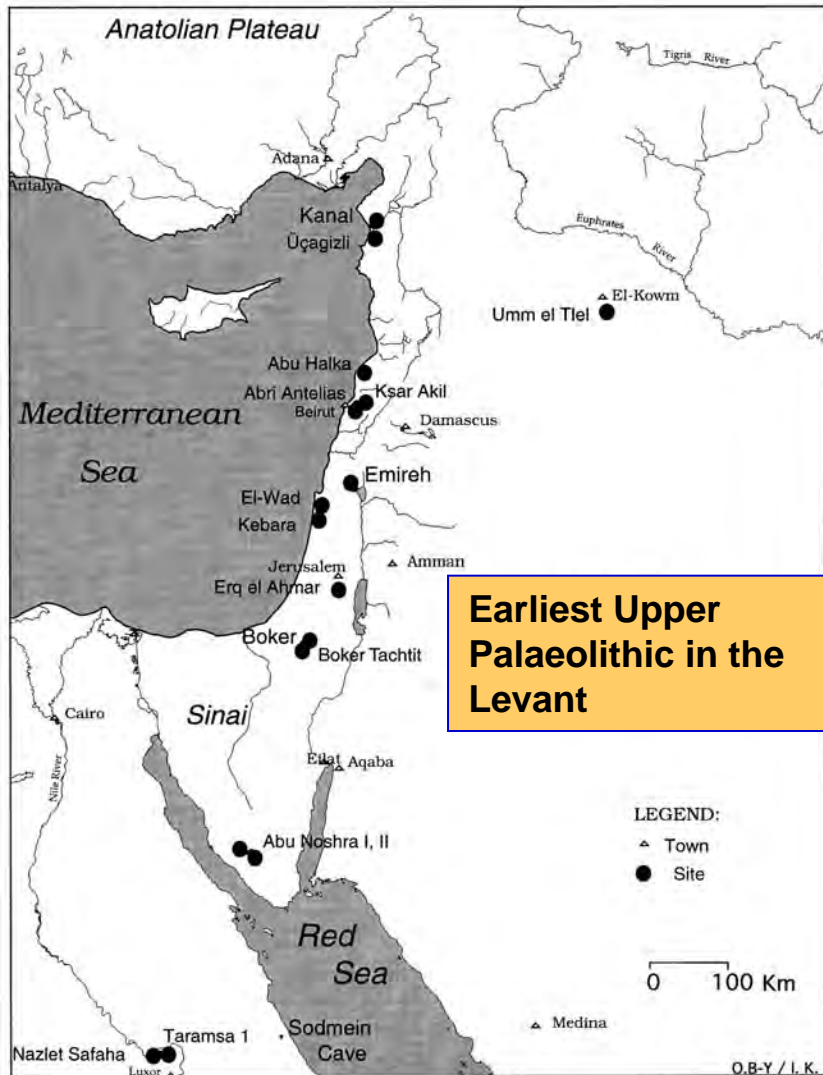 Anatolian Plateau
Tigris River
Adana
Antalya
Kanal
Üçagizli
Euphrates River
El-Kowm
Umm el Tlel
Abu Halka
Abri Antelias
Ksar Akil
Beirut
Damascus
Mediterranean
Sea
Emireh
El-Wad
Kebara
Jerusalem
Amman
Erq el Ahmar
Earliest Upper
Palaeolithic in the
Levant
Boker
Boker Tachtit
Cairo
Sinai
Nile River
Eilat
Aqaba
LEGEND:
Town
Site
Abu Noshra I, II
Red
Sea
0 100 Km
Medina
Sodmein
Cave
Taramsa 1
Nazlet Safaha
Luxor
O.B-Y / I. K.